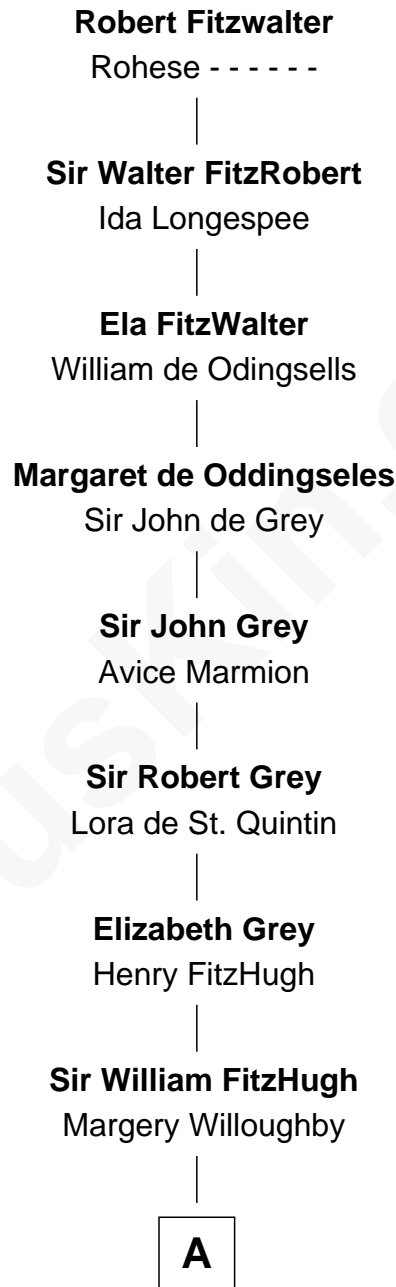 Robert Fitzwalter
Rohese - - - - - -
Sir Walter FitzRobert
Ida Longespee
Ela FitzWalter
William de Odingsells
Margaret de Oddingseles
Sir John de Grey
Sir John Grey
Avice Marmion
Sir Robert Grey
Lora de St. Quintin
Elizabeth Grey
Henry FitzHugh
Sir William FitzHugh
Margery Willoughby
A